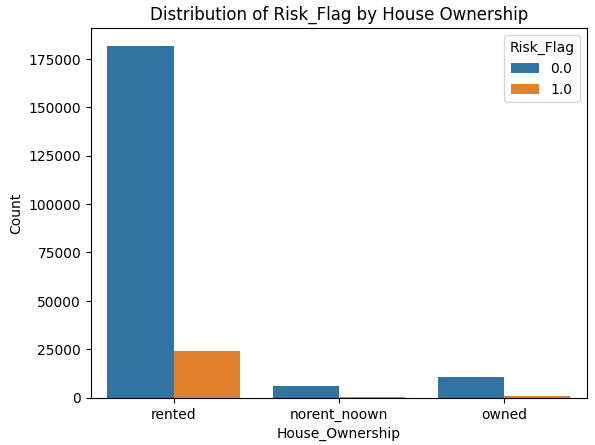 Distribution of Risk_Flag by House Ownership
Risk_Flag
0.0
1.0
175000
150000
125000
100000
75000
50000
25000
0
Count
rented
norent_noown
owned
House_Ownership